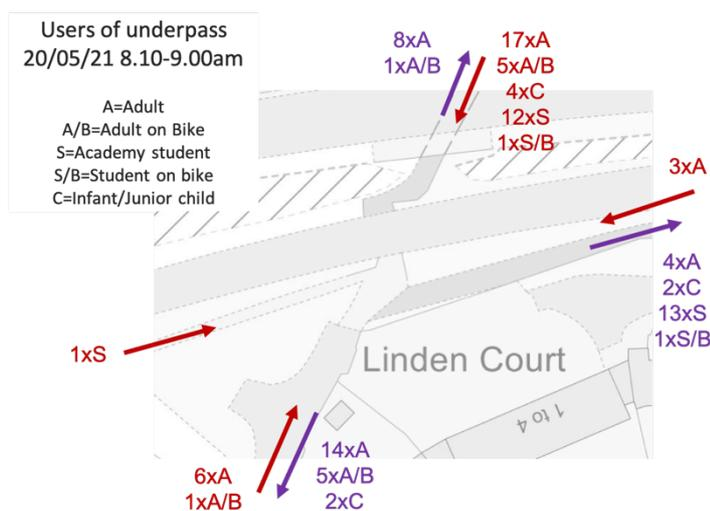 Users of underpass
20/05/21 8.10-9.00am
A=Adult
A/B=Adult on Bike
S=Academy student
S/B=Student on bike
C=Infant/Junior child
8xA
1xA/B
17xA
5xA/B
4xC
12xS
1xS/B
3xA
4xA
2xC
13xS
1xS/B
1xS
Linden Court
1 to 4
6xA
1xA/B
14xA
5xA/B
2xC